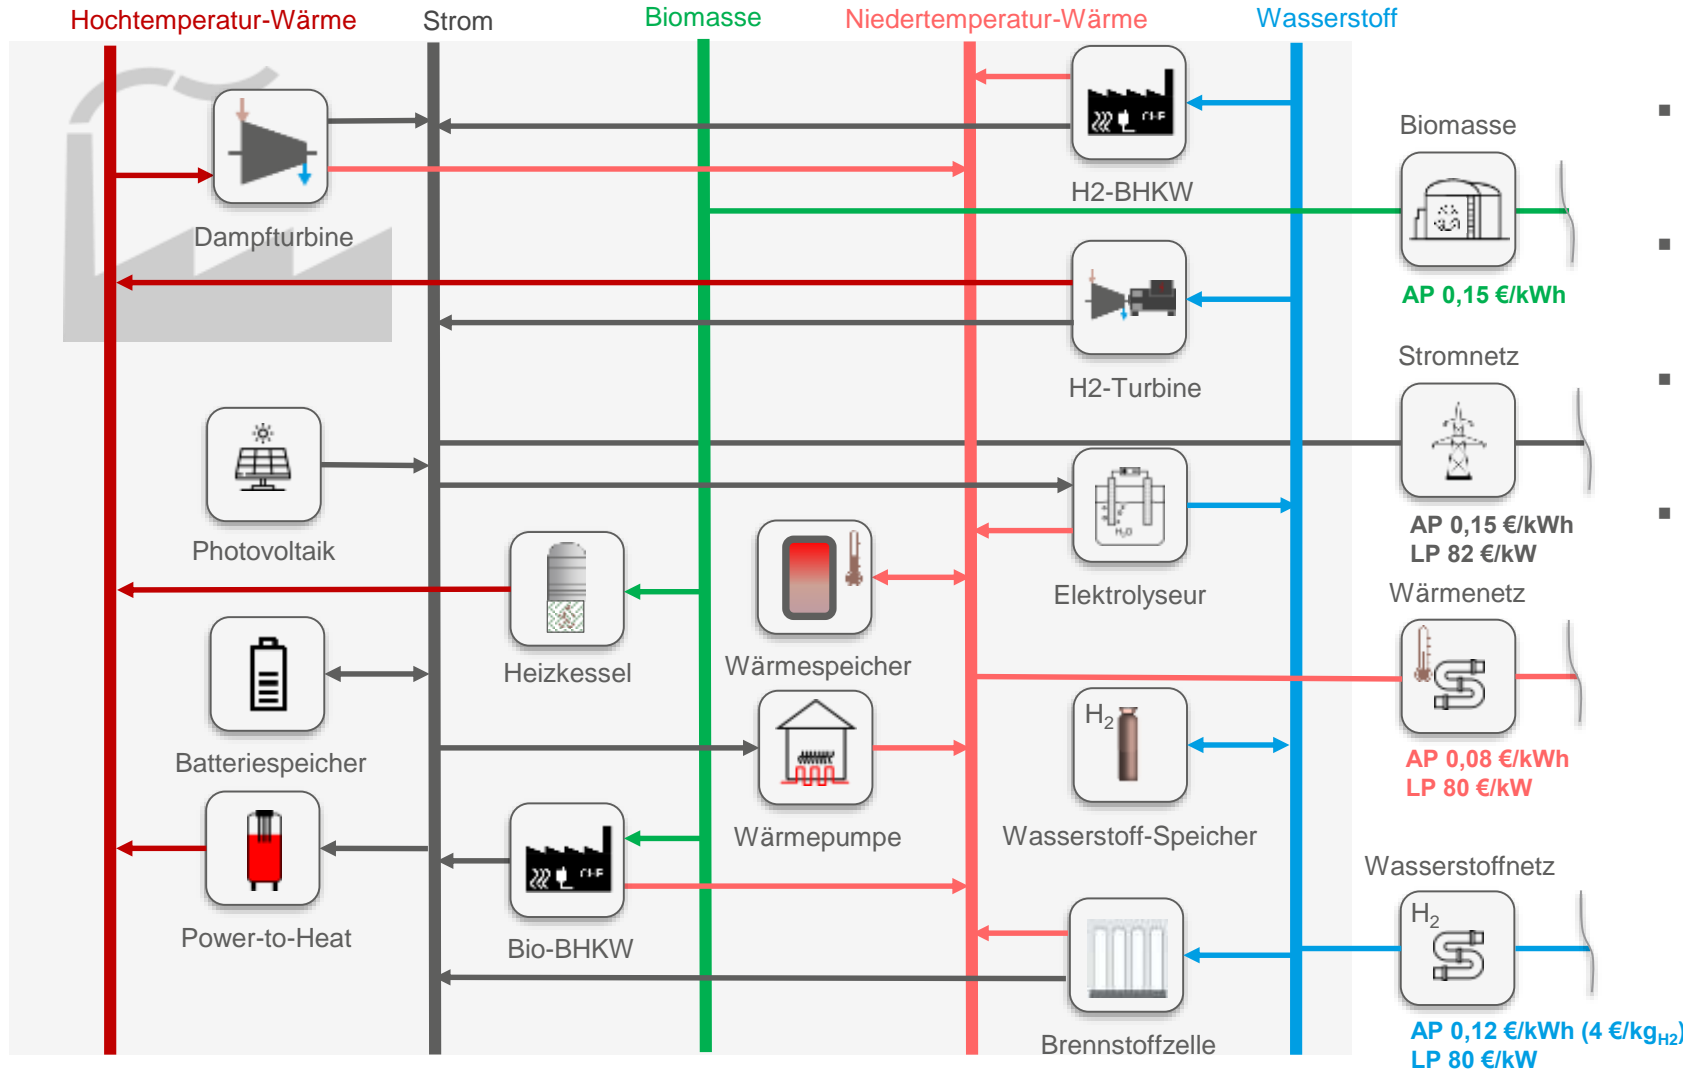 Hochtemperatur-Wärme
Strom
Biomasse
Niedertemperatur-Wärme
Wasserstoff
Biomasse
H2-BHKW
Dampfturbine
AP 0,15 €/kWh
Stromnetz
H2-Turbine
AP 0,15 €/kWh
LP 82 €/kW
Photovoltaik
H₂O
Elektrolyseur
Wärmenetz
Heizkessel
Wärmespeicher
H₂
AP 0,08 €/kWh
LP 80 €/kW
Batteriespeicher
Wärmepumpe
Wasserstoff-Speicher
Wasserstoffnetz
H₂
Power-to-Heat
Bio-BHKW
Brennstoffzelle
AP 0,12 €/kWh (4 €/kg_H2)
LP 80 €/kW